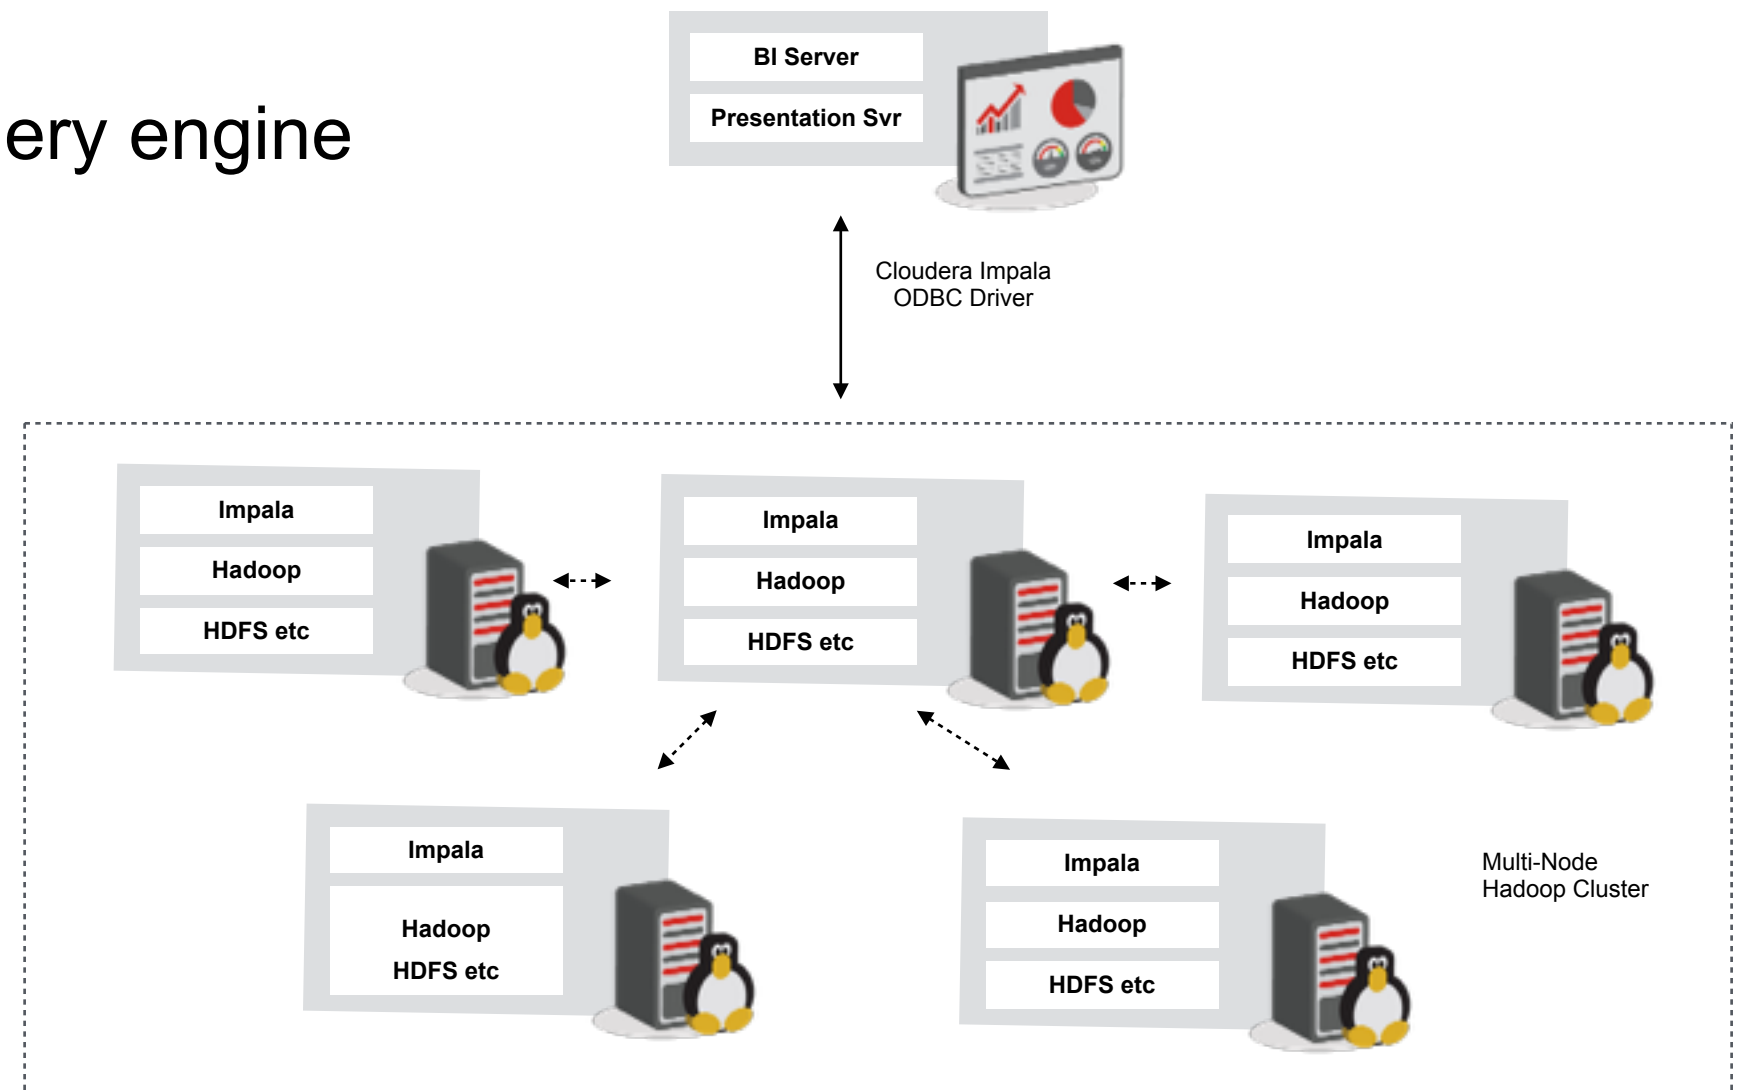 ery engine
BI Server
Presentation Svr
Cloudera Impala
ODBC Driver
Impala
Hadoop
HDFS etc
Impala
Hadoop
HDFS etc
Impala
Hadoop
HDFS etc
Impala
Hadoop
HDFS etc
Impala
Hadoop
HDFS etc
Multi-Node
Hadoop Cluster